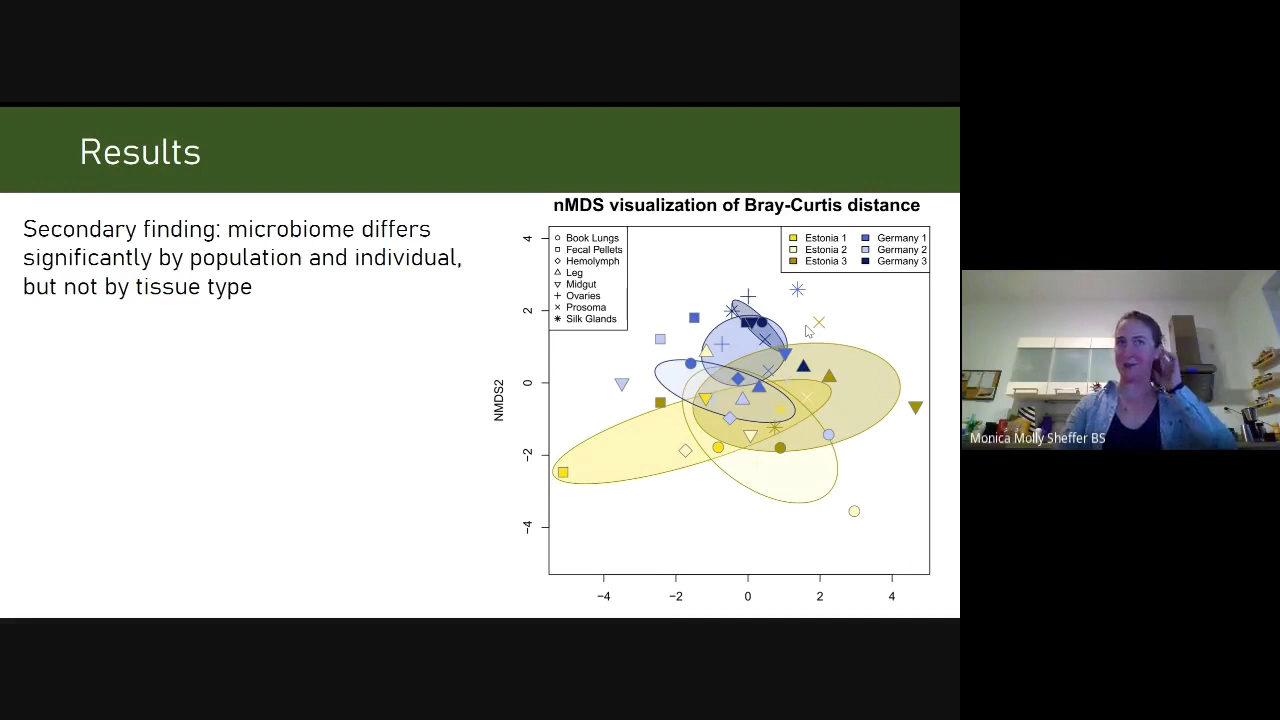 Results
Secondary finding: microbiome differs
significantly by population and individual,
but not by tissue type
nMDS visualization of Bray-Curtis distance
Book Lungs
Fecal Pellets
Hemolymph
Leg
Midgut
Ovaries
Prosoma
Silk Glands
Estonia 1
Estonia 2
Estonia 3
Germany 1
Germany 2
Germany 3
NMDS2
4
2
0
−2
−4
−4 −2 0 2 4
Monica Molly Sheffer BS